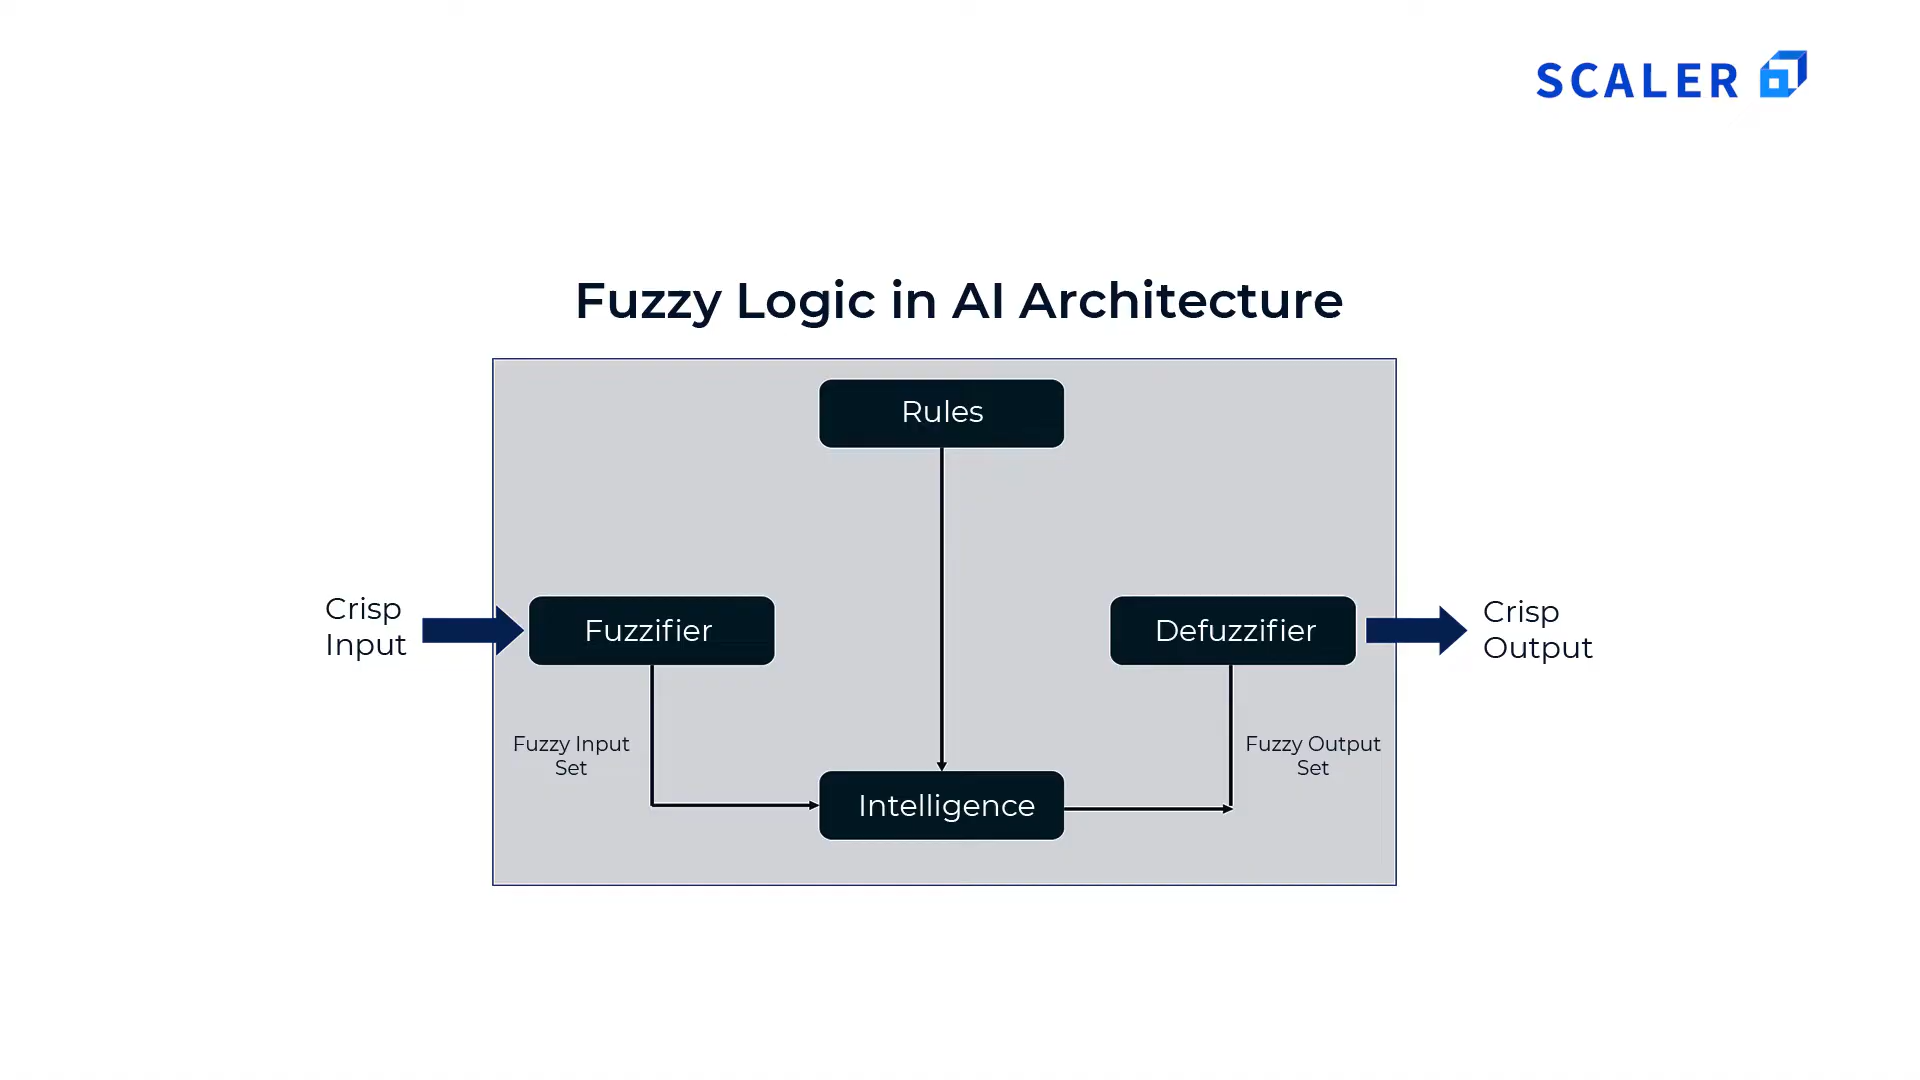 SCALER
Fuzzy Logic in AI Architecture
Rules
Crisp
Input
Fuzzifier
Defuzzifier
Crisp
Output
Fuzzy Input
Set
Fuzzy Output
Set
Intelligence